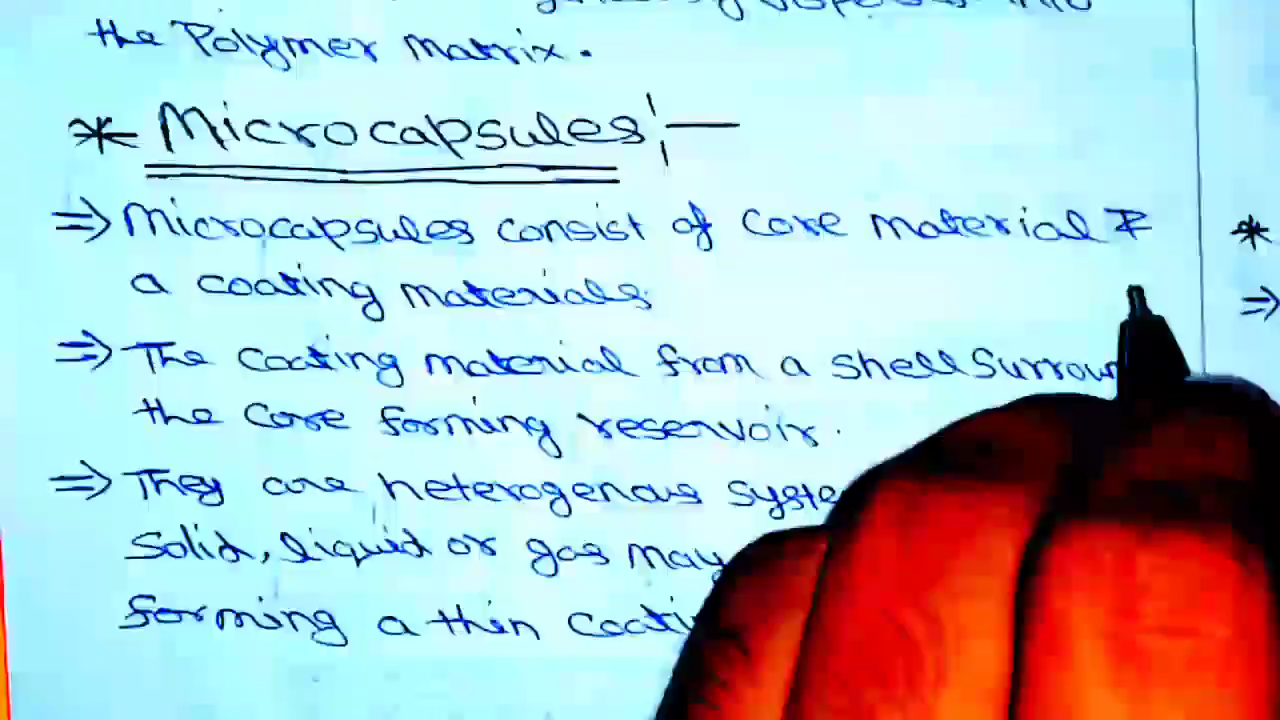 the Polymer matrix.
* Microcapsules :—
⇒ Microcapsules consist of core material &
a coating materials
⇒ The coating material from a shell Surroun
the core forming reservoir.
⇒ They are heterogenous syste
Solid, liquid or gas may
forming a thin coati
*
⇒